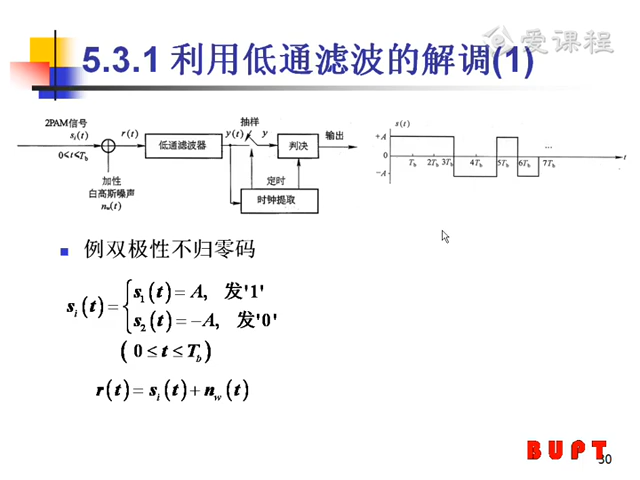 爱课程
5.3.1 利用低通滤波的解调(1)
2PAM信号
s_i(t)
0≤t≤T_b
r(t)
低通滤波器
y(t)
抽样
y
判决
输出
加性
白高斯噪声
n_w(t)
定时
时钟提取
s(t)
+A
0
-A
T_b 2T_b 3T_b 4T_b 5T_b 6T_b 7T_b
...
t
例双极性不归零码
s_i(t)={s_1(t)=A, 发'1'
s_2(t)=-A, 发'0'
(0≤t≤T_b)
r(t)=s_i(t)+n_w(t)
BUPT
30